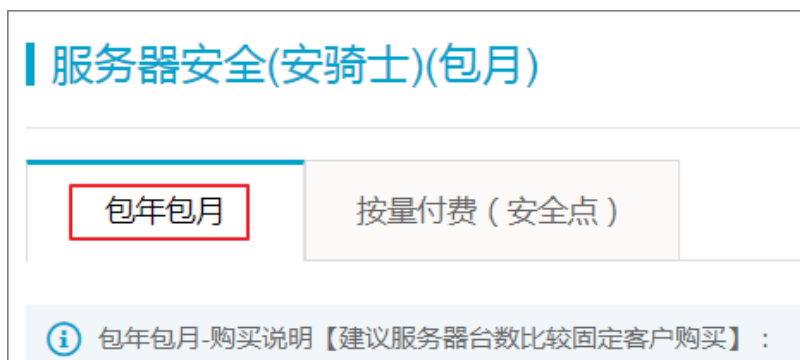 服务器安全(安骑士)(包月)
包年包月
按量付费（安全点）
包年包月-购买说明【建议服务器台数比较固定客户购买】：